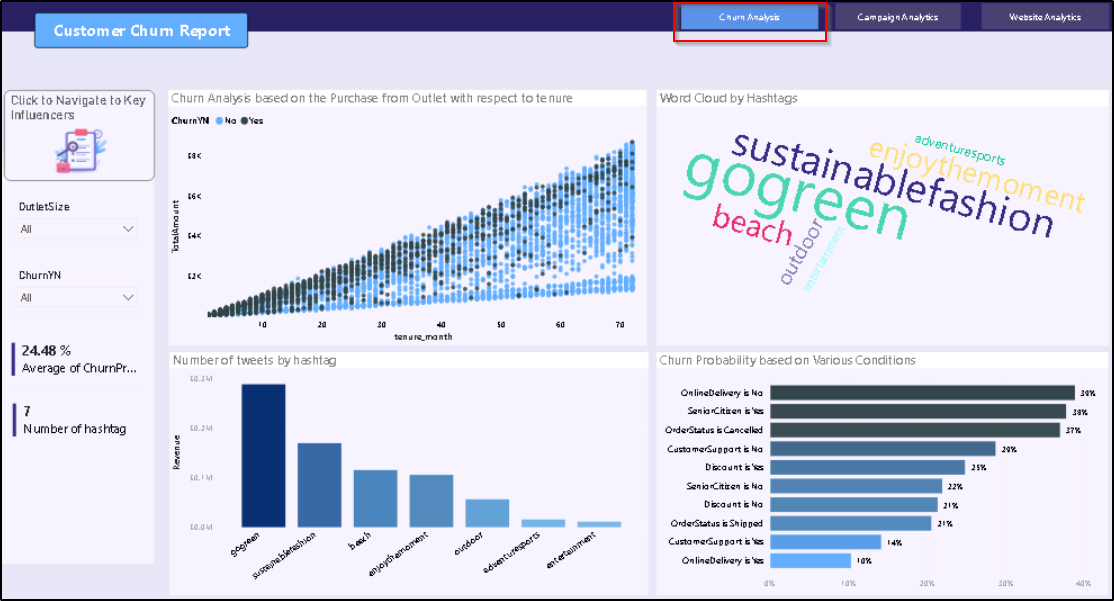 Churn Analysis
Campaign Analytics
Website Analytics
Customer Churn Report
Click to Navigate to Key
Influencers
OutletSize
All
ChurnYN
All
24.48 %
Average of ChurnPr...
7
Number of hashtag
Churn Analysis based on the Purchase from Outlet with respect to tenure
ChurnYN No Yes
TotalAmount
$8K
$6K
$4K
$2K
10 20 30 40 50 60 70
tenure_month
Word Cloud by Hashtags
adventuresports
enjoythemoment
sustainablefashion
gogreen
beach
outdoor
entertainment
Number of tweets by hashtag
Revenue
$0.3M
$0.2M
$0.1M
$0.0M
gogreen
sustainablefashion
beach
enjoythemoment
outdoor
adventuresports
entertainment
Churn Probability based on Various Conditions
OnlineDelivery is No 39%
SeniorCitizen is Yes 38%
OrderStatus is Cancelled 37%
CustomerSupport is No 29%
Discount is Yes 25%
SeniorCitizen is No 22%
Discount is No 21%
OrderStatus is Shipped 21%
CustomerSupport is Yes 14%
OnlineDelivery is Yes 10%
0% 10% 20% 30% 40%